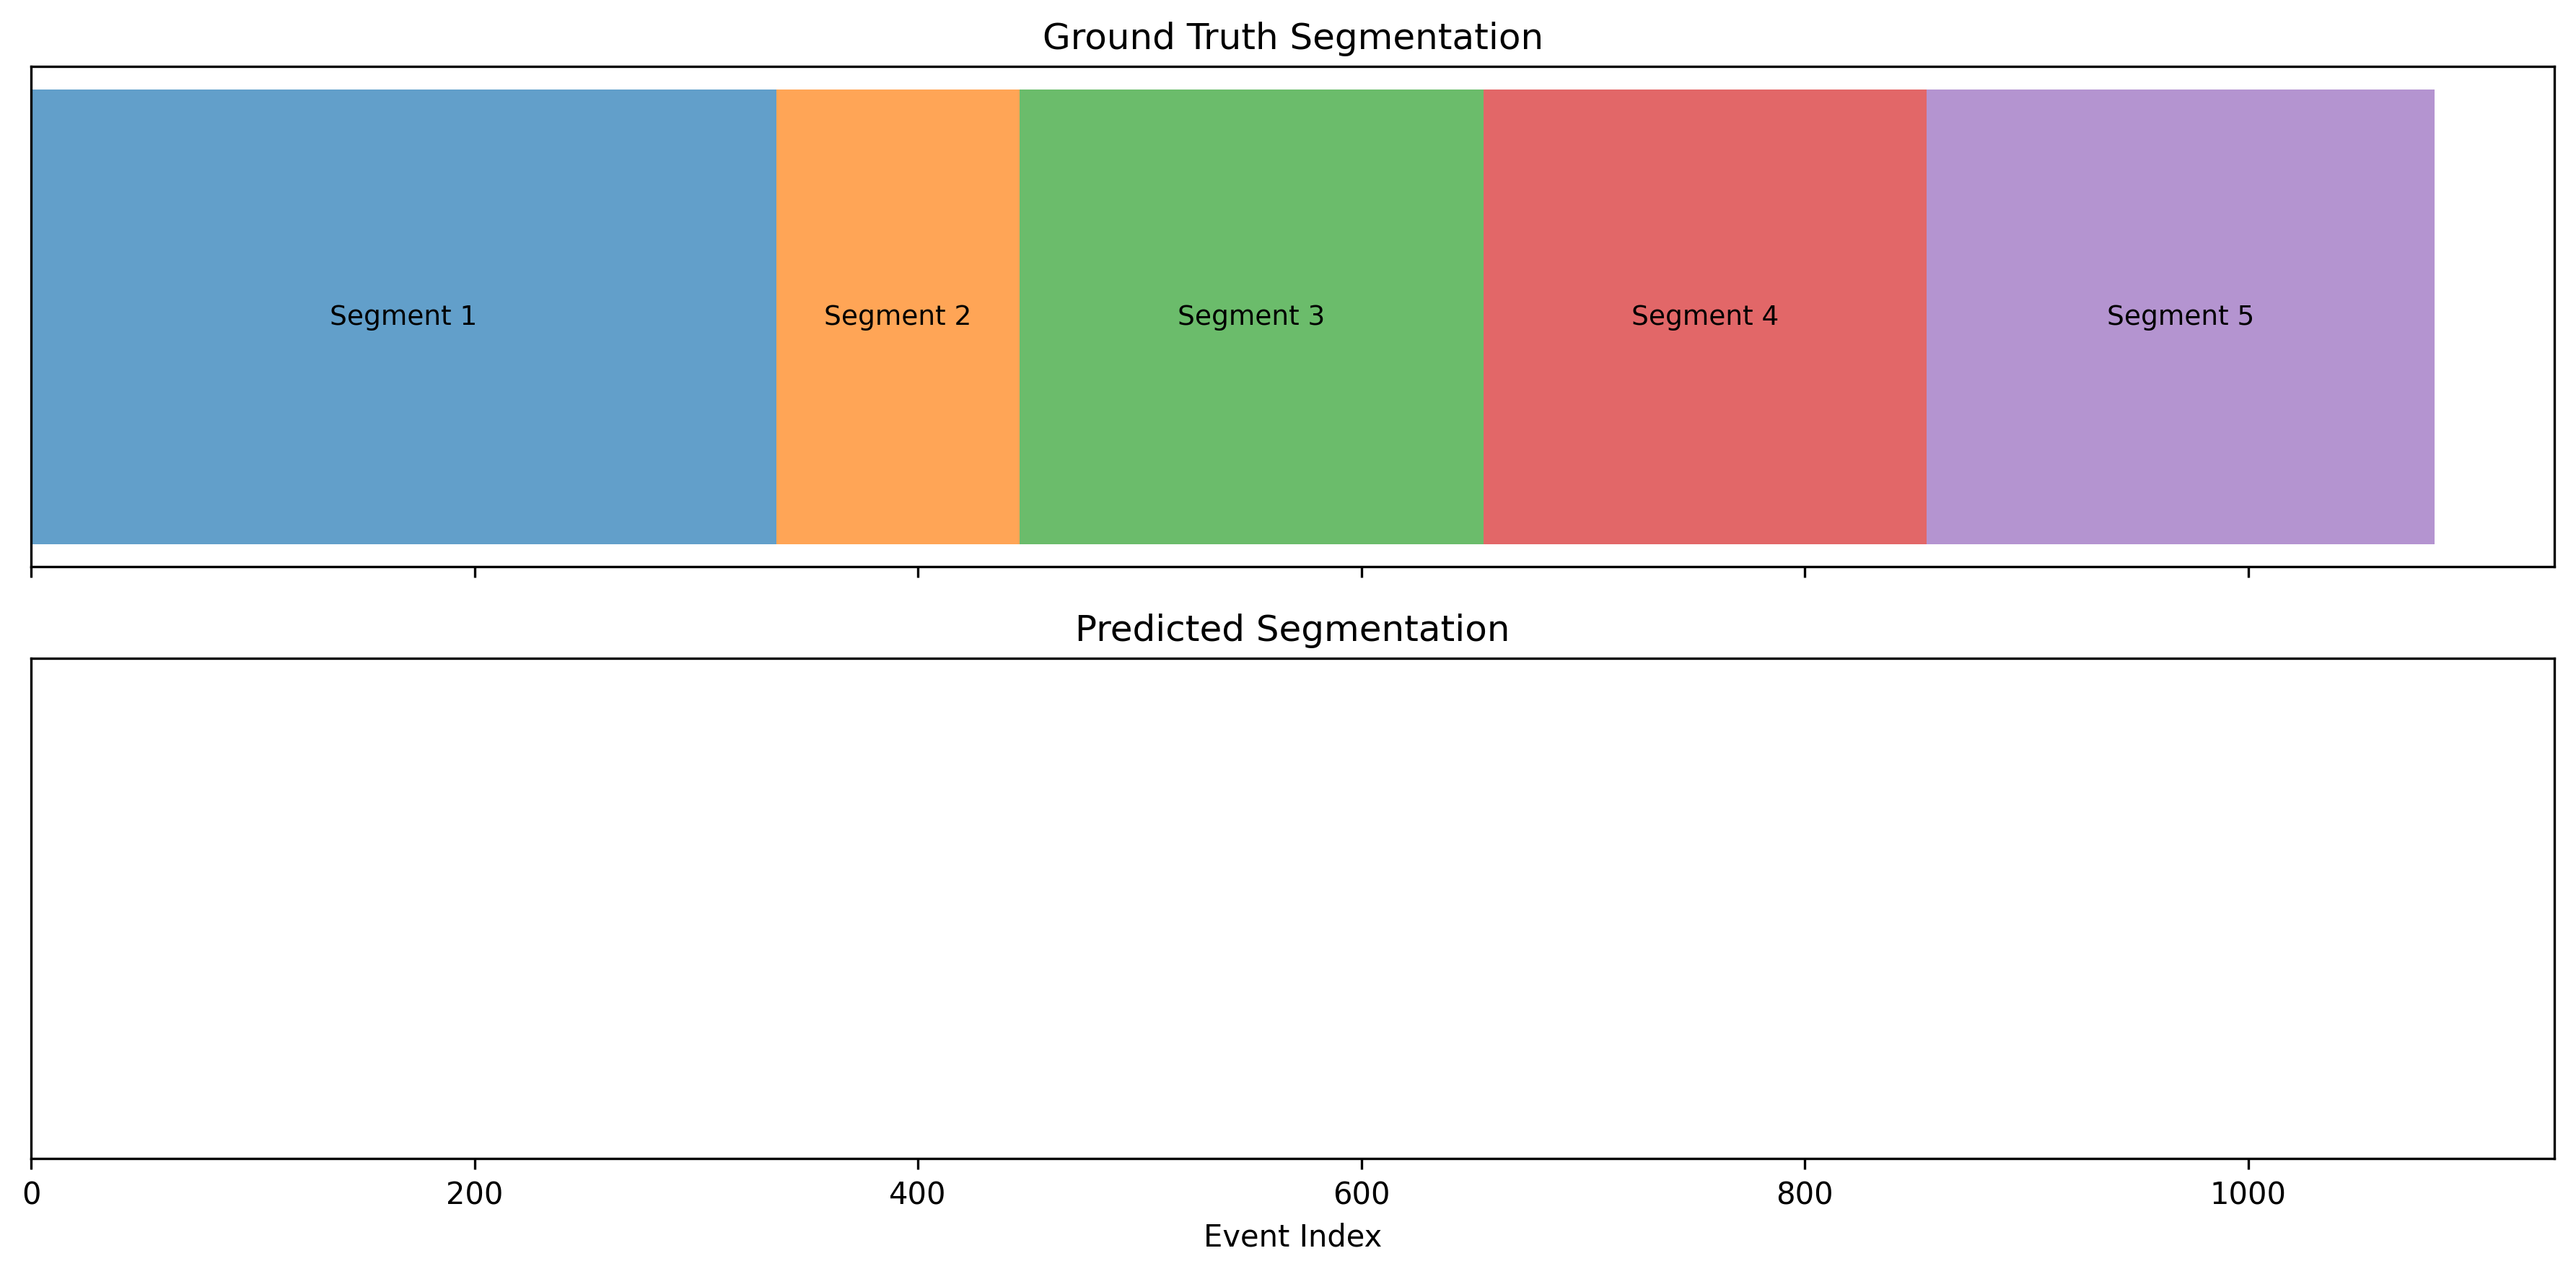 Ground Truth Segmentation
Segment 1 Segment 2 Segment 3 Segment 4 Segment 5
Predicted Segmentation
0 200 400 600 800 1000
Event Index